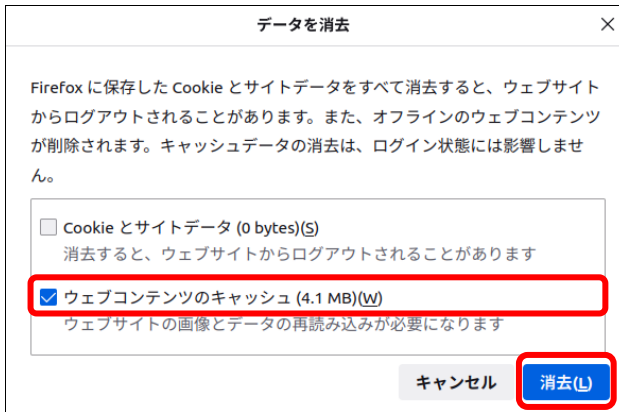 データを消去
Firefox に保存した Cookie とサイトデータをすべて消去すると、ウェブサイト
からログアウトされることがあります。また、オフラインのウェブコンテンツ
が削除されます。キャッシュデータの消去は、ログイン状態には影響しませ
ん。
Cookie とサイトデータ (0 bytes)(S)
消去すると、ウェブサイトからログアウトされることがあります
ウェブコンテンツのキャッシュ (4.1 MB)(W)
ウェブサイトの画像とデータの再読み込みが必要になります
キャンセル
消去(L)